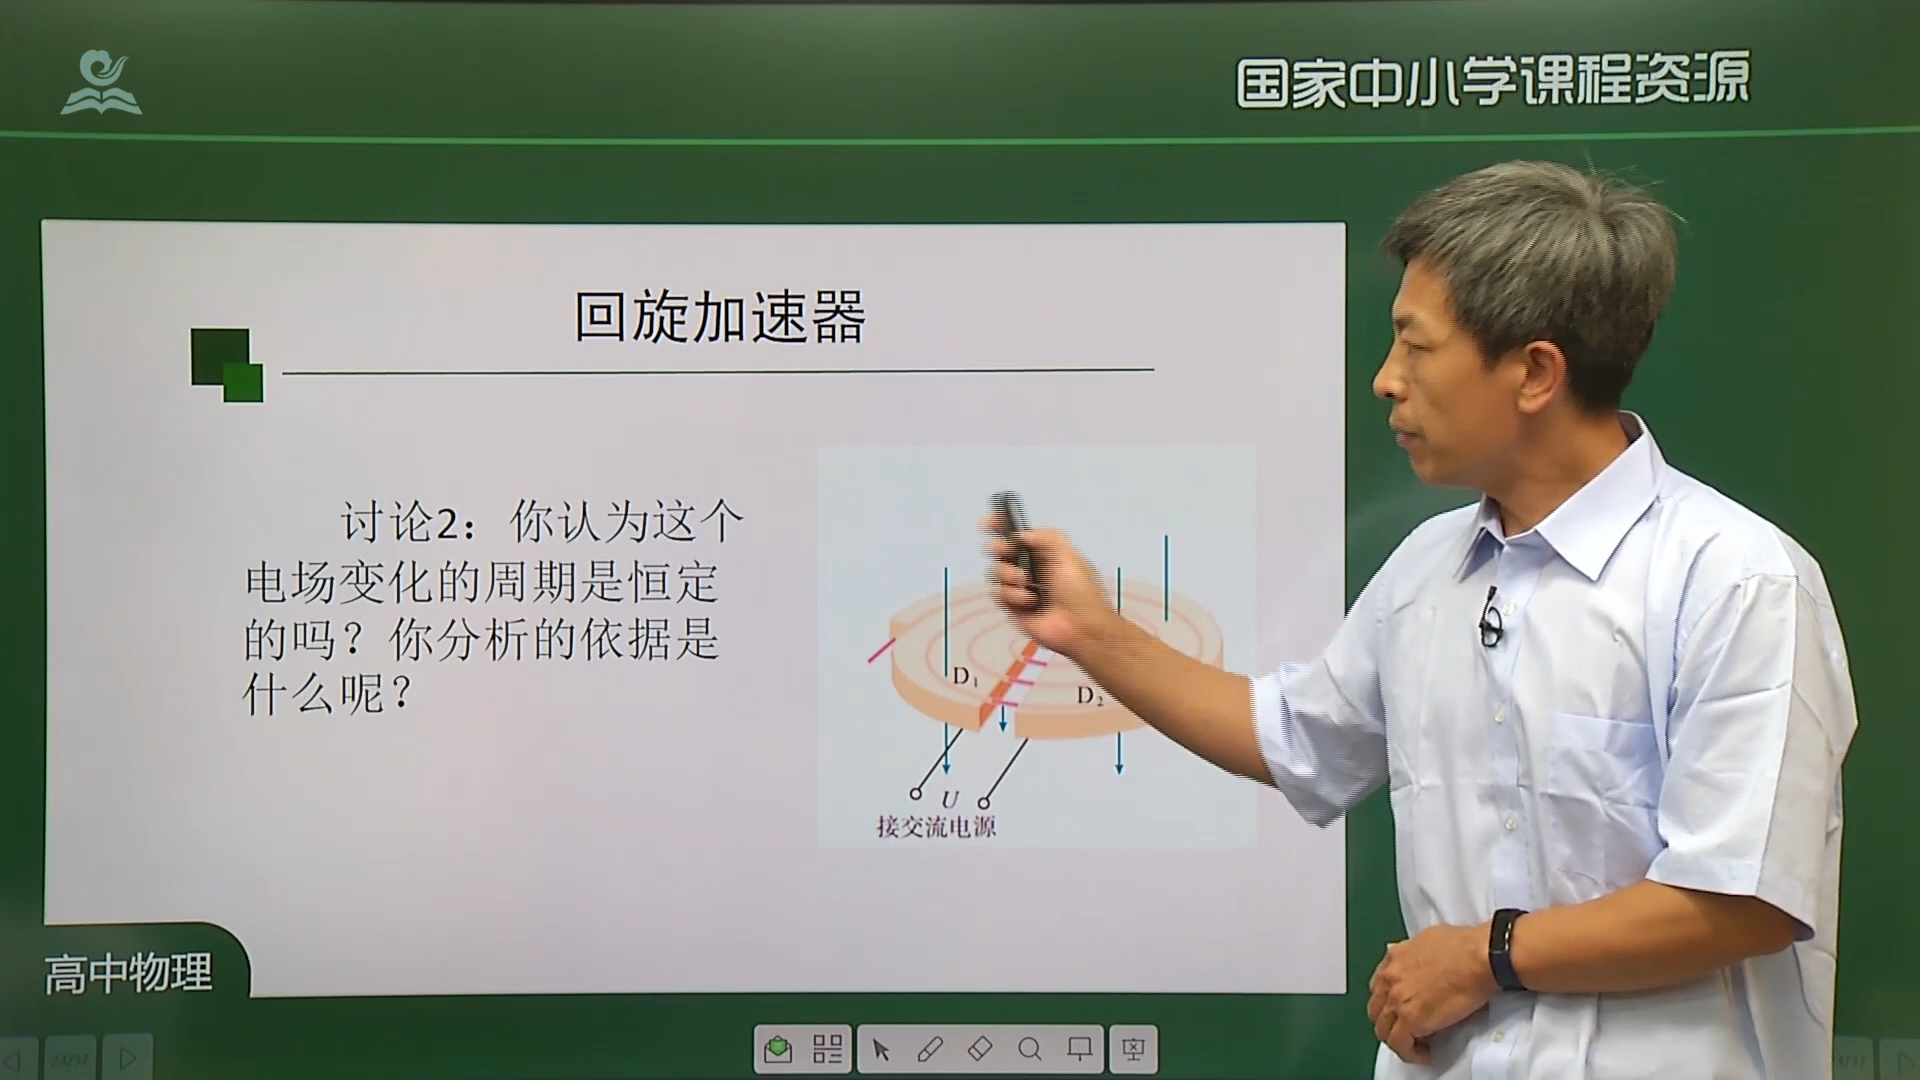 国家中小学课程资源
回旋加速器
讨论2：你认为这个
电场变化的周期是恒定
的吗？你分析的依据是
什么呢？
D₁
D₂
U
接交流电源
高中物理
24/31